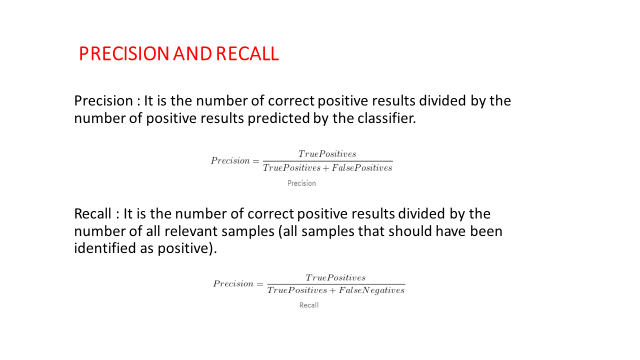 PRECISION AND RECALL
Precision : It is the number of correct positive results divided by the
number of positive results predicted by the classifier.
Precision = TruePositives / TruePositives + FalsePositives
Precision
Recall : It is the number of correct positive results divided by the
number of all relevant samples (all samples that should have been
identified as positive).
Precision = TruePositives / TruePositives + FalseNegatives
Recall